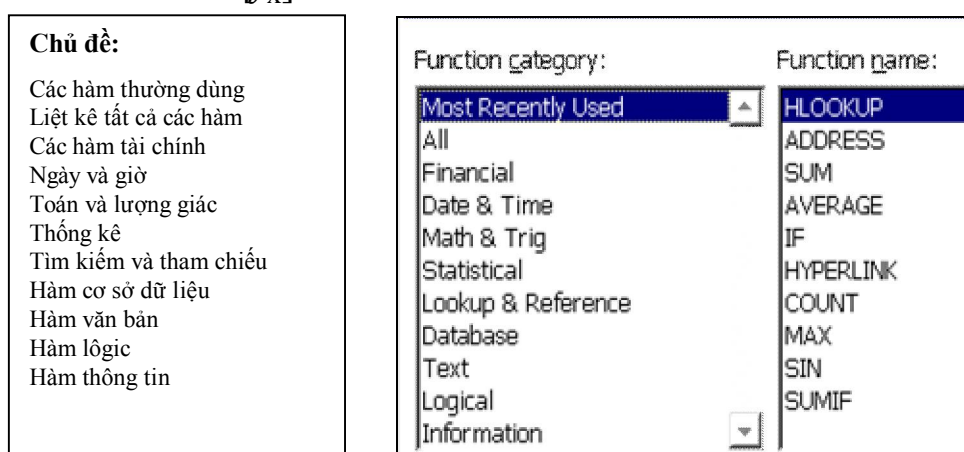 Chủ đề:
Các hàm thường dùng
Liệt kê tất cả các hàm
Các hàm tài chính
Ngày và giờ
Toán và lượng giác
Thống kê
Tìm kiếm và tham chiếu
Hàm cơ sở dữ liệu
Hàm văn bản
Hàm lôgic
Hàm thông tin
Function category:
Most Recently Used
All
Financial
Date & Time
Math & Trig
Statistical
Lookup & Reference
Database
Text
Logical
Information
Function name:
HLOOKUP
ADDRESS
SUM
AVERAGE
IF
HYPERLINK
COUNT
MAX
SIN
SUMIF